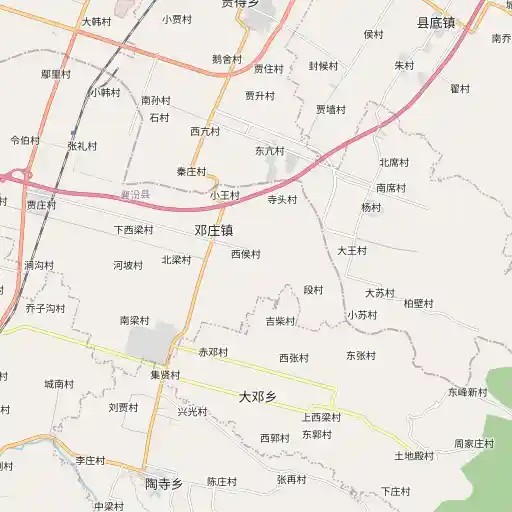 贾得乡
大韩村
小贾村
县底镇
侯村
南乔
鹅舍村
贾住村
封候村
朱村
鄢里村
小韩村
南孙村
贾升村
翟村
石村
贾墙村
西亢村
令伯村
张礼村
东亢村
北席村
秦庄村
南席村
襄汾县
小王村
寺头村
贾庄村
村
杨村
下西梁村
邓庄镇
大王村
涧沟村
河坡村
北梁村
西侯村
村
段村
大苏村
柏壁村
乔子沟村
小苏村
南梁村
吉柴村
赤邓村
西张村
东张村
村
城南村
集贤村
东峰新村
大邓乡
村
刘贾村
兴光村
上西梁村
西郭村
东郭村
周家庄村
土地殿村
村
李庄村
陶寺乡
陈庄村
张再村
下庄村
中梁村